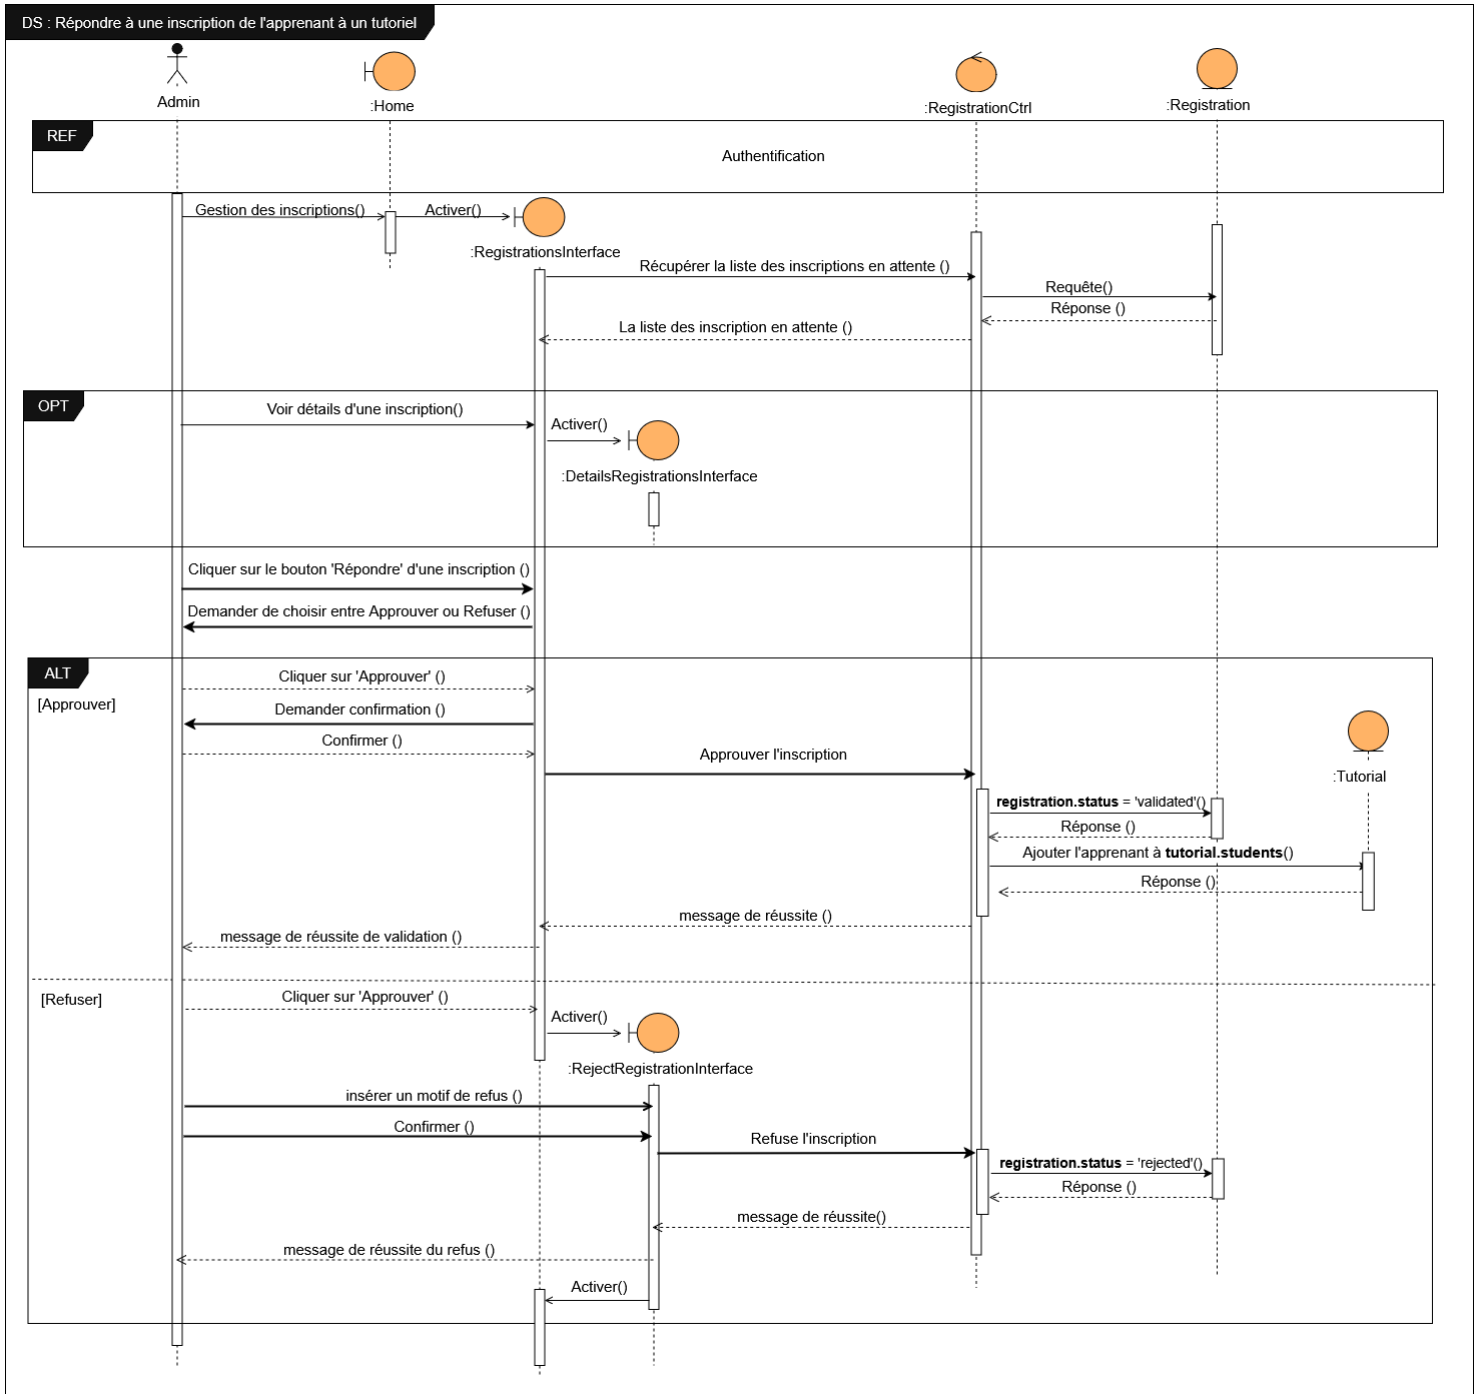 DS : Répondre à une inscription de l'apprenant à un tutoriel
Admin
:Home
:RegistrationCtrl
:Registration
REF
Authentification
Gestion des inscriptions()
Activer()
:RegistrationsInterface
Récupérer la liste des inscriptions en attente ()
Requête()
Réponse ()
La liste des inscription en attente ()
OPT
Voir détails d'une inscription()
Activer()
:DetailsRegistrationsInterface
Cliquer sur le bouton 'Répondre' d'une inscription ()
Demander de choisir entre Approuver ou Refuser ()
ALT
[Approuver]
Cliquer sur 'Approuver' ()
Demander confirmation ()
Confirmer ()
Approuver l'inscription
:Tutorial
registration.status = 'validated'()
Réponse ()
Ajouter l'apprenant à tutorial.students()
Réponse ()
message de réussite ()
message de réussite de validation ()
[Refuser]
Cliquer sur 'Approuver' ()
Activer()
:RejectRegistrationInterface
insérer un motif de refus ()
Confirmer ()
Refuse l'inscription
registration.status = 'rejected'()
Réponse ()
message de réussite()
message de réussite du refus ()
Activer()